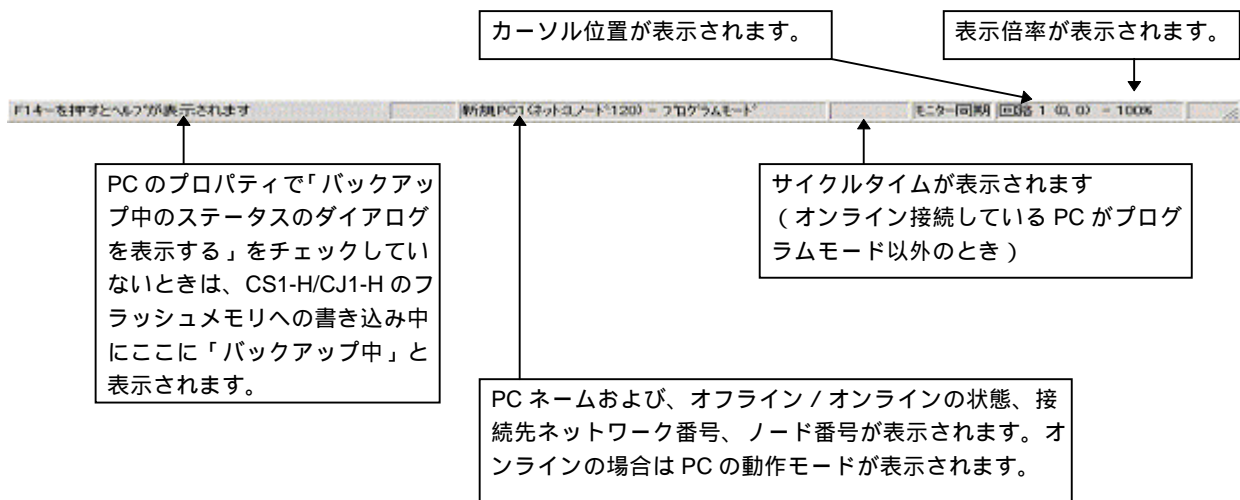 カーソル位置が表示されます。
表示倍率が表示されます。
F1キーを押すとヘルプが表示されます
新規PC1(ネット:0,ノード:120) - プログラムモード
モニター同期
回路 1 (0, 0) - 100%
PC のプロパティで「バックアッ
プ中のステータスのダイアログ
を表示する」をチェックしてい
ないときは、CS1-H/CJ1-H のフ
ラッシュメモリへの書き込み中
にここに「バックアップ中」と
表示されます。
サイクルタイムが表示されます
(オンライン接続している PC がプログ
ラムモード以外のとき)
PC ネームおよび、オフライン / オンラインの状態、接
続先ネットワーク番号、ノード番号が表示されます。オ
ンラインの場合は PC の動作モードが表示されます。